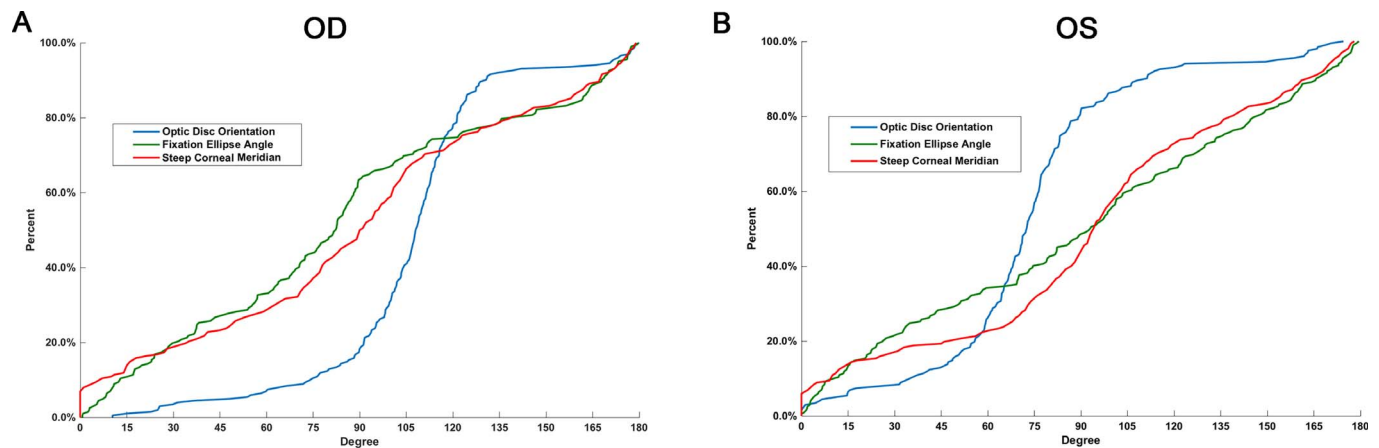 A
OD
100.0%
80.0%
60.0%
40.0%
20.0%
0.0%
Percent
Optic Disc Orientation
Fixation Ellipse Angle
Steep Corneal Meridian
0 15 30 45 60 75 90 105 120 135 150 165 180
Degree
B
OS
100.0%
80.0%
60.0%
40.0%
20.0%
0.0%
Percent
Optic Disc Orientation
Fixation Ellipse Angle
Steep Corneal Meridian
0 15 30 45 60 75 90 105 120 135 150 165 180
Degree